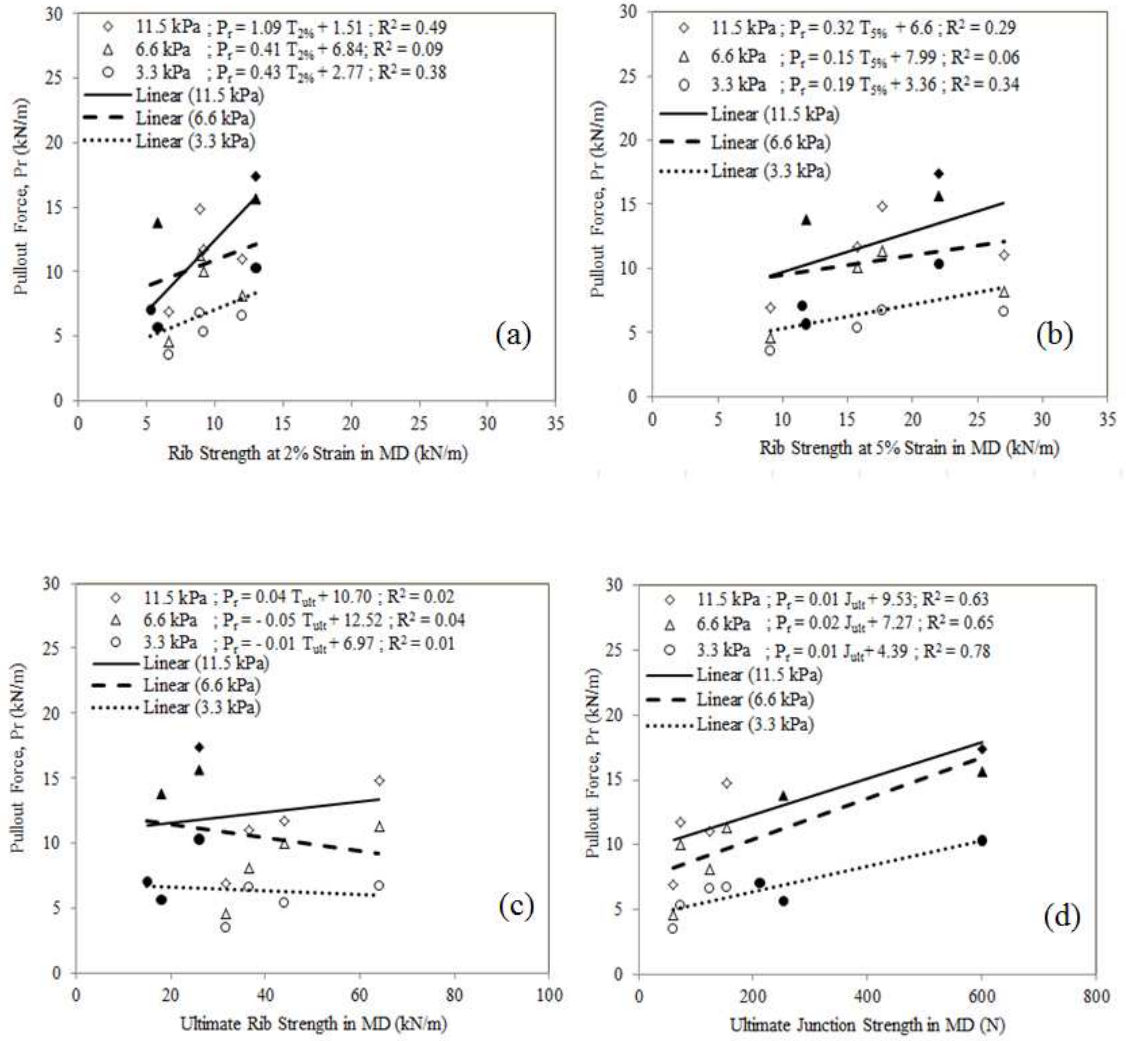 30
25
20
15
10
5
0
Pullout Force, Pr (kN/m)
11.5 kPa ; Pr = 1.09 T2% + 1.51 ; R² = 0.49
6.6 kPa ; Pr = 0.41 T2% + 6.84; R² = 0.09
3.3 kPa ; Pr = 0.43 T2% + 2.77 ; R² = 0.38
Linear (11.5 kPa)
Linear (6.6 kPa)
Linear (3.3 kPa)
(a)
0 5 10 15 20 25 30 35
Rib Strength at 2% Strain in MD (kN/m)
30
25
20
15
10
5
0
Pullout Force, Pr (kN/m)
11.5 kPa ; Pr = 0.32 T5% + 6.6 ; R² = 0.29
6.6 kPa ; Pr = 0.15 T5% + 7.99 ; R² = 0.06
3.3 kPa ; Pr = 0.19 T5% + 3.36 ; R² = 0.34
Linear (11.5 kPa)
Linear (6.6 kPa)
Linear (3.3 kPa)
(b)
0 5 10 15 20 25 30 35
Rib Strength at 5% Strain in MD (kN/m)
30
25
20
15
10
5
0
Pullout Force, Pr (kN/m)
11.5 kPa ; Pr = 0.04 Tult + 10.70 ; R² = 0.02
6.6 kPa ; Pr = - 0.05 Tult + 12.52 ; R² = 0.04
3.3 kPa ; Pr = - 0.01 Tult + 6.97 ; R² = 0.01
Linear (11.5 kPa)
Linear (6.6 kPa)
Linear (3.3 kPa)
(c)
0 20 40 60 80 100
Ultimate Rib Strength in MD (kN/m)
30
25
20
15
10
5
0
Pullout Force, Pr (kN/m)
11.5 kPa ; Pr = 0.01 Jult + 9.53 ; R² = 0.63
6.6 kPa ; Pr = 0.02 Jult + 7.27 ; R² = 0.65
3.3 kPa ; Pr = 0.01 Jult + 4.39 ; R² = 0.78
Linear (11.5 kPa)
Linear (6.6 kPa)
Linear (3.3 kPa)
(d)
0 200 400 600 800
Ultimate Junction Strength in MD (N)